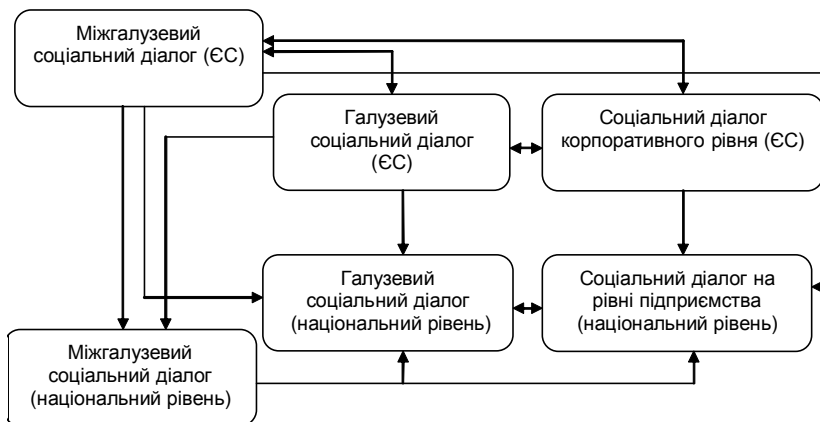 Міжгалузевий
соціальний діалог (ЄС)
Галузевий
соціальний діалог
(ЄС)
Соціальний діалог
корпоративного рівня (ЄС)
Галузевий
соціальний діалог
(національний рівень)
Соціальний діалог на
рівні підприємства
(національний рівень)
Міжгалузевий
соціальний діалог
(національний рівень)